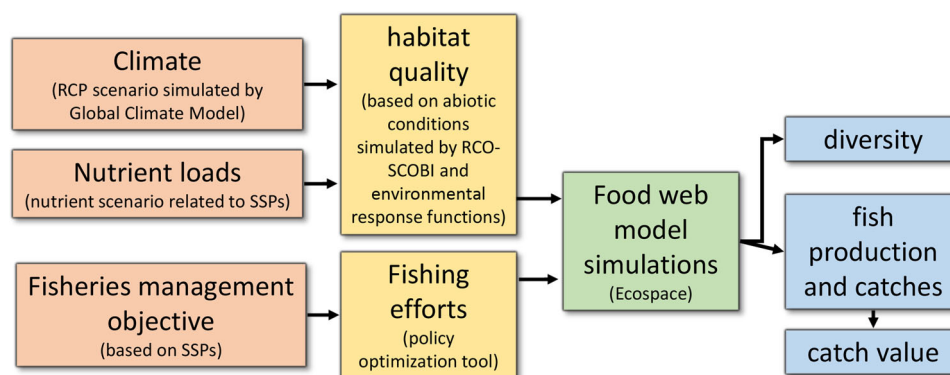 Climate
(RCP scenario simulated by
Global Climate Model)
Nutrient loads
(nutrient scenario related to SSPs)
Fisheries management
objective
(based on SSPs)
habitat
quality
(based on abiotic
conditions
simulated by RCO-
SCOBI and
environmental
response functions)
Fishing
efforts
(policy
optimization tool)
Food web
model
simulations
(Ecospace)
diversity
fish
production
and catches
catch value